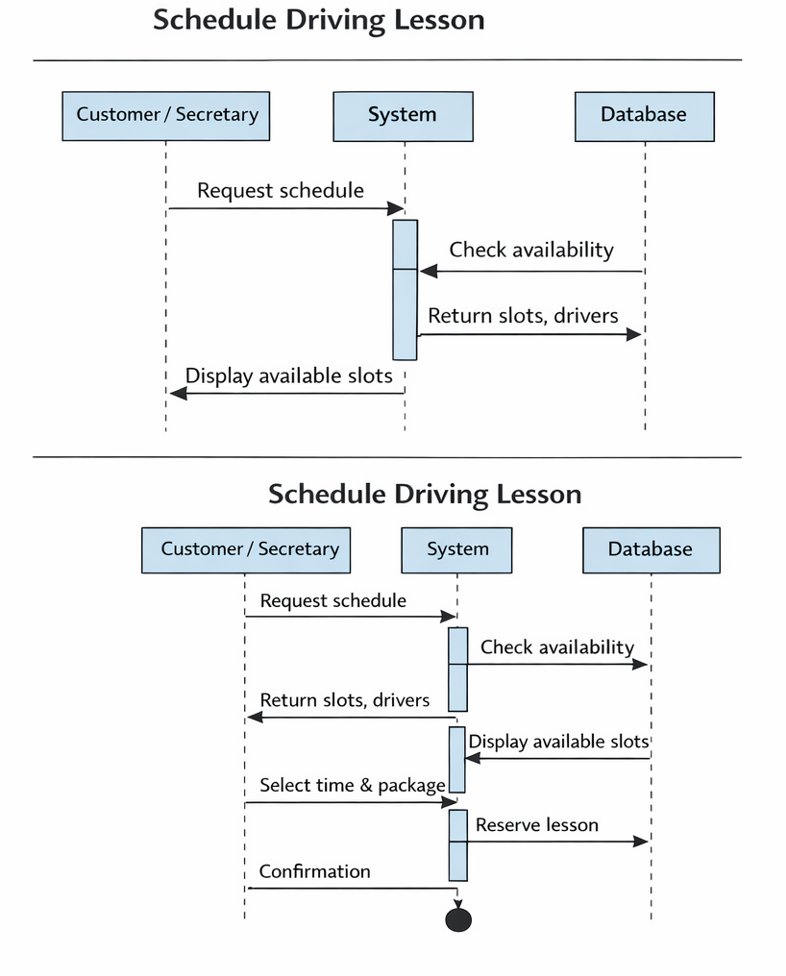 Schedule Driving Lesson
Customer / Secretary
System
Database
Request schedule
Check availability
Return slots, drivers
Display available slots
Schedule Driving Lesson
Customer / Secretary
System
Database
Request schedule
Check availability
Return slots, drivers
Display available slots
Select time & package
Reserve lesson
Confirmation